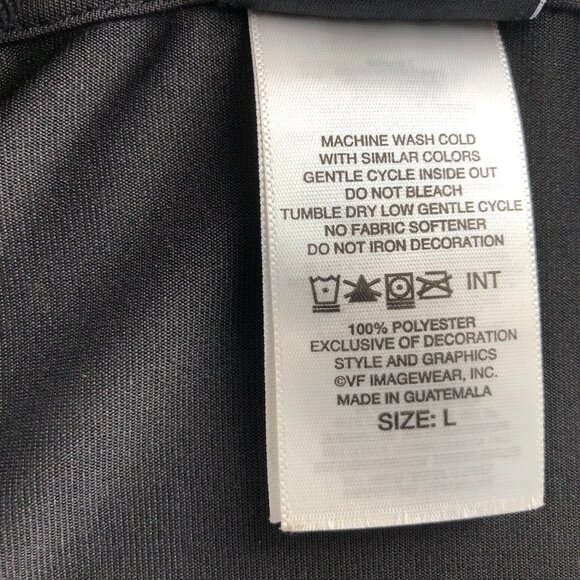 MACHINE WASH COLD
WITH SIMILAR COLORS
GENTLE CYCLE INSIDE OUT
DO NOT BLEACH
TUMBLE DRY LOW GENTLE CYCLE
NO FABRIC SOFTENER
DO NOT IRON DECORATION
INT
100% POLYESTER
EXCLUSIVE OF DECORATION
STYLE AND GRAPHICS
©VF IMAGEWEAR, INC.
MADE IN GUATEMALA
SIZE: L